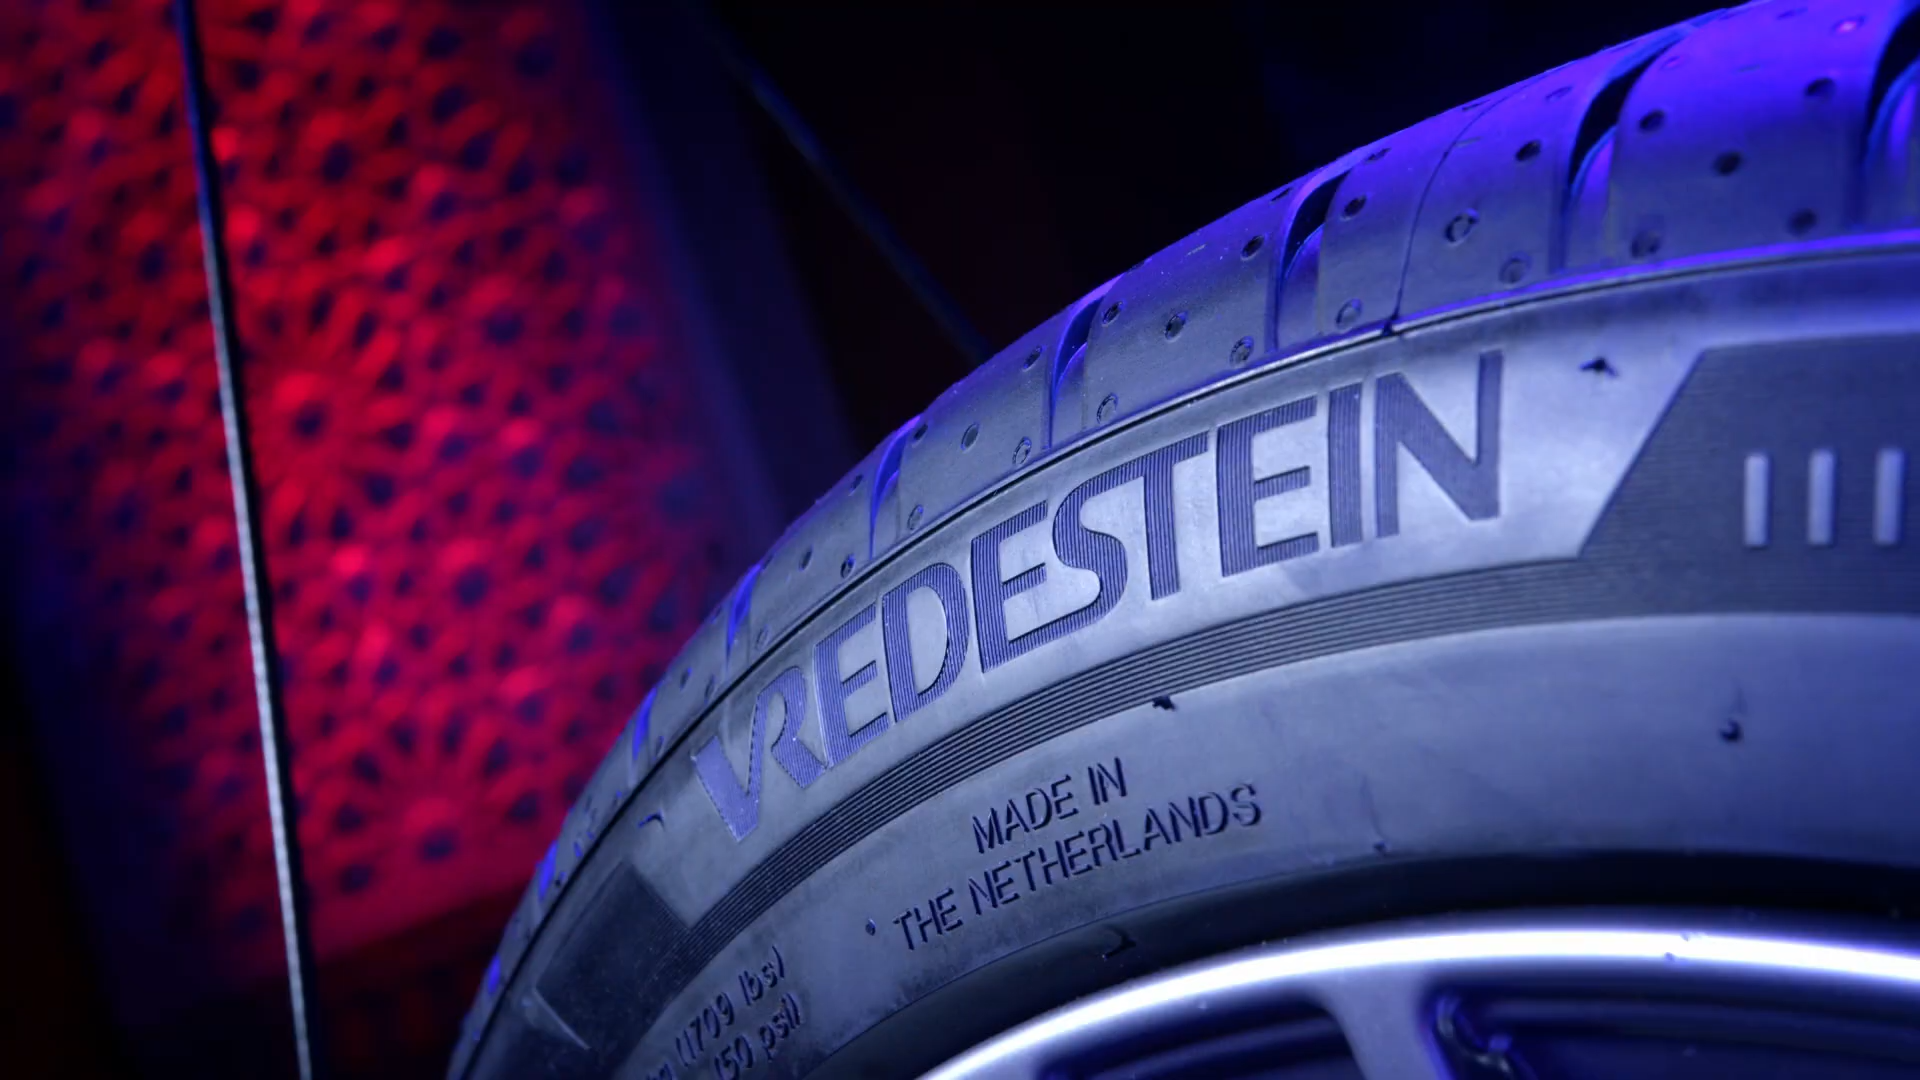 VREDESTEIN
MADE IN
THE NETHERLANDS
(1709 lbs)
(50 psi)